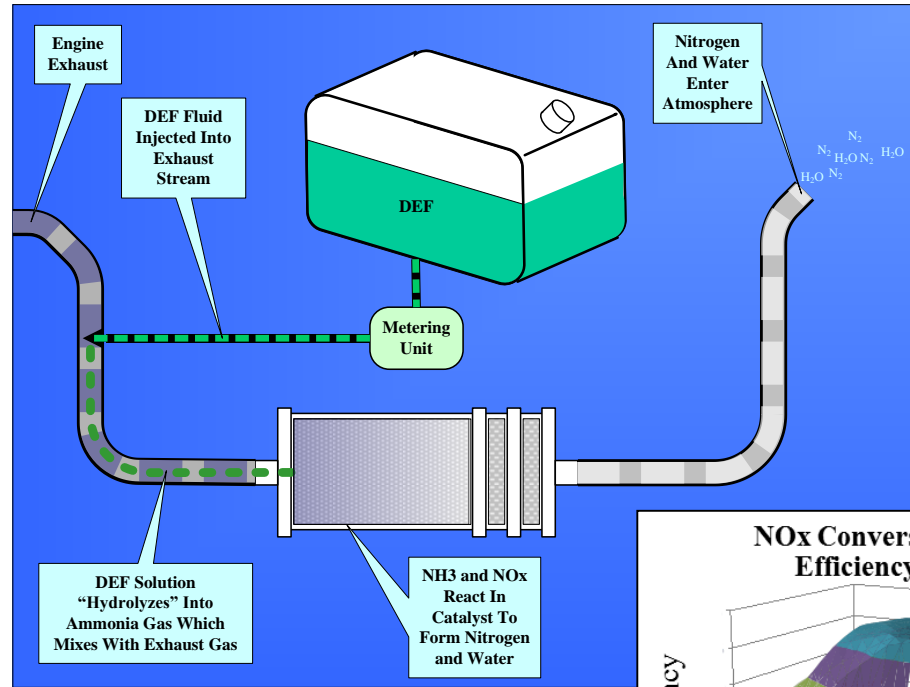 Engine
Exhaust
DEF Fluid
Injected Into
Exhaust
Stream
DEF
Nitrogen
And Water
Enter
Atmosphere
N₂
N₂ H₂O N₂ H₂O
H₂O N₂
Metering
Unit
DEF Solution
“Hydrolyzes” Into
Ammonia Gas Which
Mixes With Exhaust Gas
NH3 and NOx
React In
Catalyst To
Form Nitrogen
and Water
NOx Convers
Efficiency